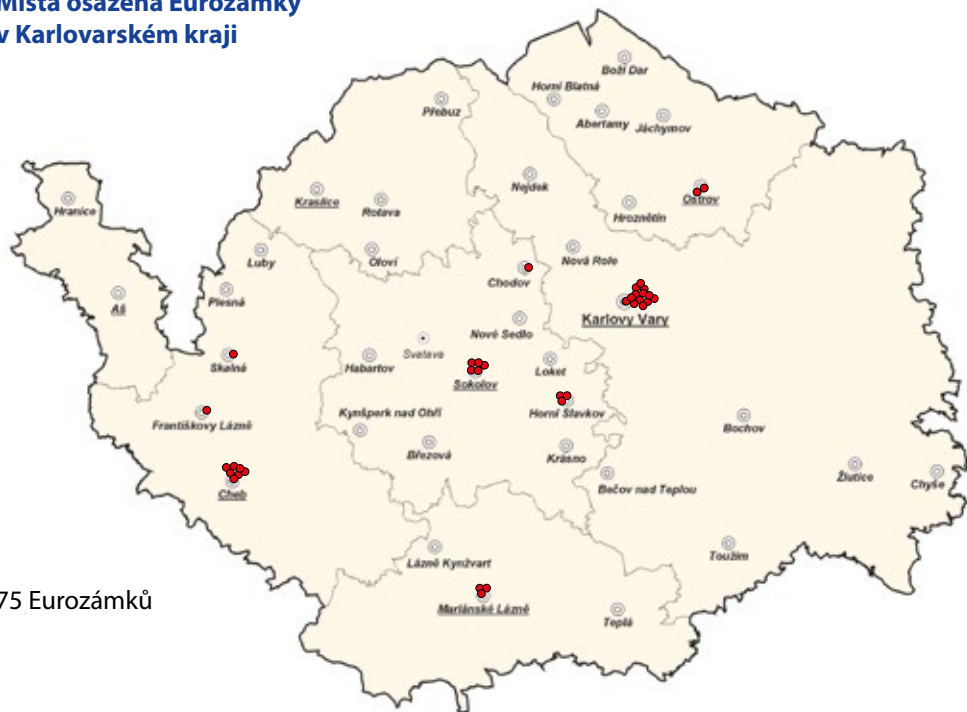 Místa osazená Eurozámky
v Karlovarském kraji
Boží Dar
Horní Blatná
Přebuz
Abertamy
Jáchymov
Nejdek
Kraslice
Ostrov
Hranice
Rotava
Hroznětín
Luby
Oloví
Nová Role
Chodov
Plesná
Aš
Karlovy Vary
Nové Sedlo
Svatava
Skalná
Habartov
Loket
Sokolov
Kynšperk nad Ohří
Horní Slavkov
Františkovy Lázně
Bochov
Březová
Krásno
Žlutice
Chyše
Bečov nad Teplou
Cheb
Toužim
Lázně Kynžvart
75 Eurozámků
Mariánské Lázně
Teplá